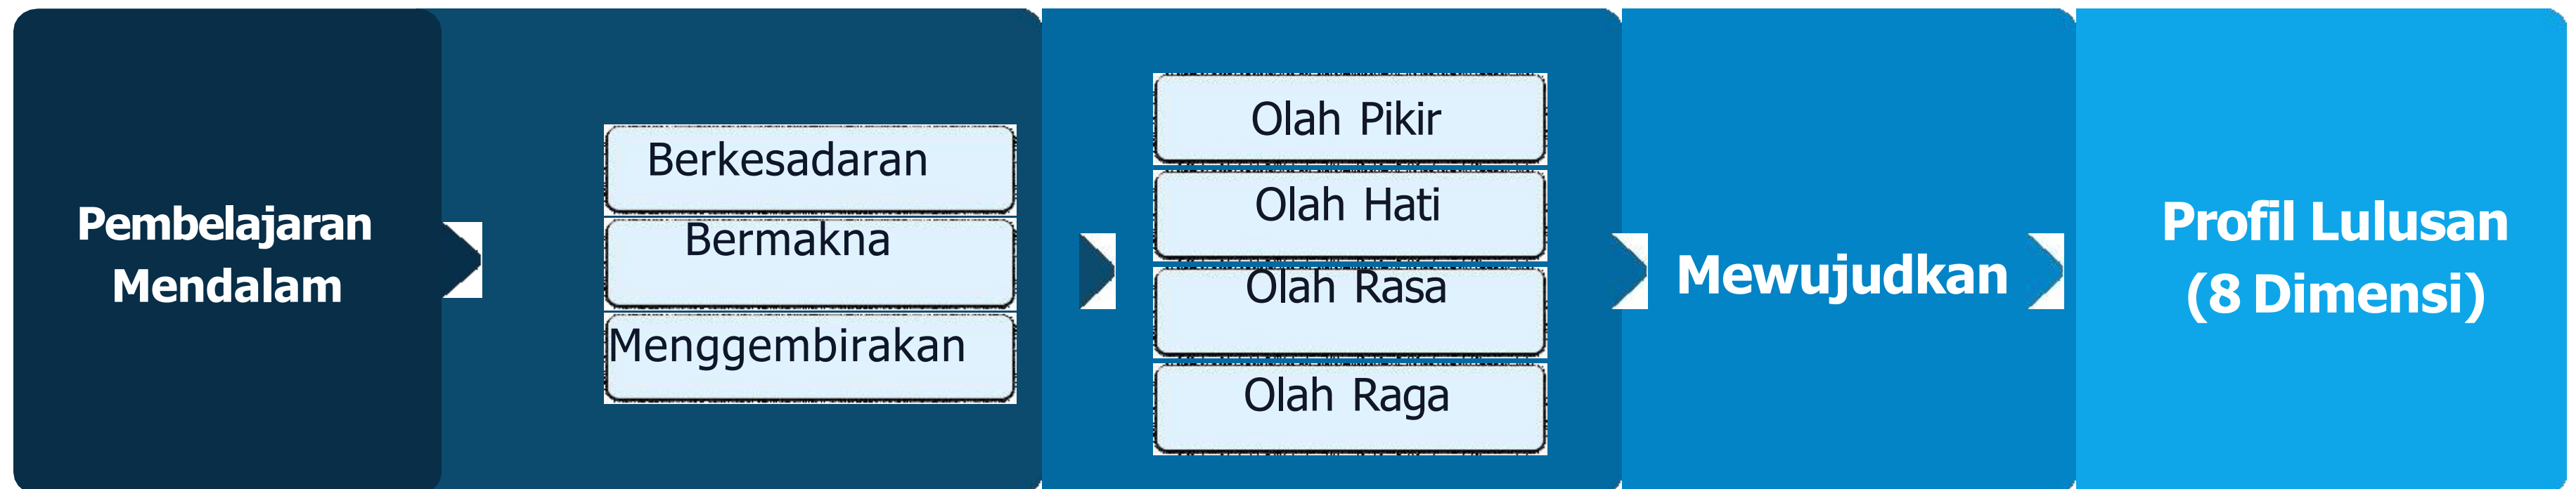 Pembelajaran
Mendalam
Berkesadaran
Bermakna
Menggembirakan
Olah Pikir
Olah Hati
Olah Rasa
Olah Raga
Mewujudkan
Profil Lulusan
(8 Dimensi)